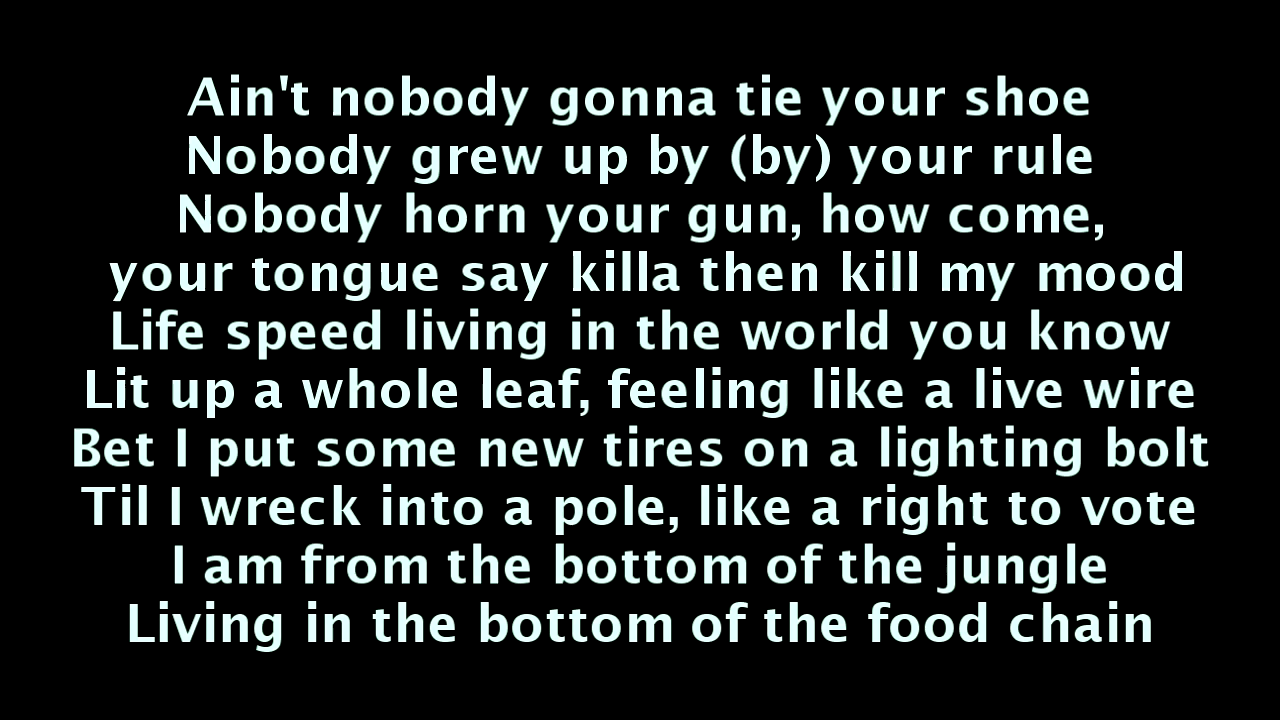 Ain't nobody gonna tie your shoe
Nobody grew up by (by) your rule
Nobody horn your gun, how come,
your tongue say killa then kill my mood
Life speed living in the world you know
Lit up a whole leaf, feeling like a live wire
Bet I put some new tires on a lighting bolt
Til I wreck into a pole, like a right to vote
I am from the bottom of the jungle
Living in the bottom of the food chain